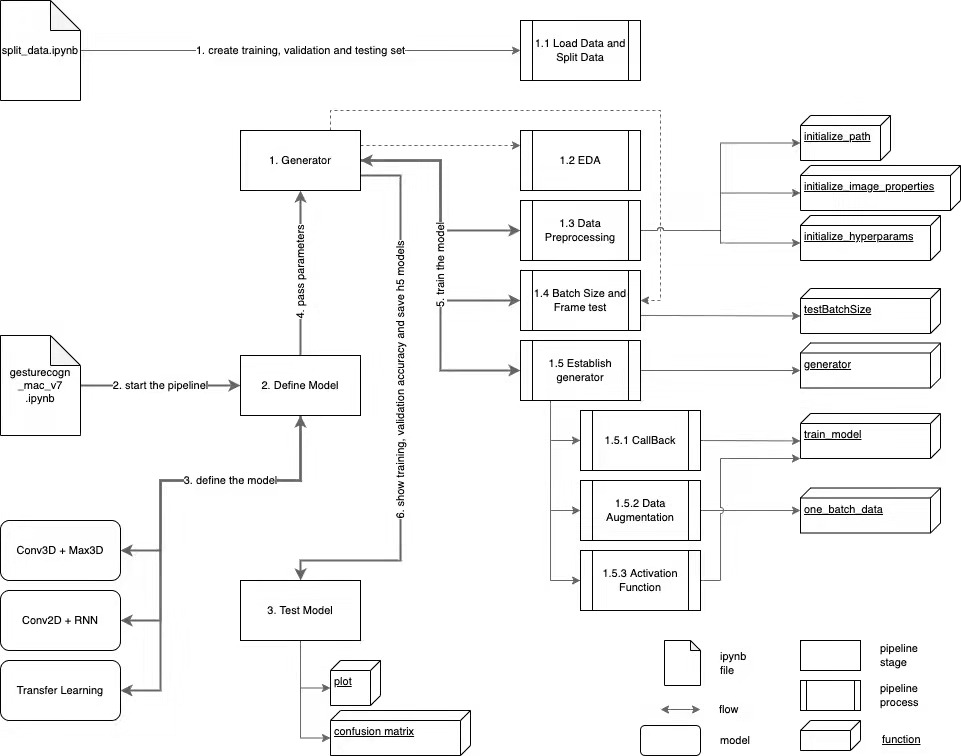 split_data.ipynb
1. create training, validation and testing set
1.1 Load Data and
Split Data
1. Generator
1.2 EDA
initialize_path
initialize_image_properties
1.3 Data
Preprocessing
initialize_hyperparams
4. pass parameters
6. show training, validation accuracy and save h5 models
5. train the model
1.4 Batch Size and
Frame test
testBatchSize
gesturecogn
_mac_v7
.ipynb
2. start the pipeline!
2. Define Model
1.5 Establish
generator
generator
1.5.1 CallBack
train_model
3. define the model
1.5.2 Data
Augmentation
one_batch_data
Conv3D + Max3D
1.5.3 Activation
Function
Conv2D + RNN
3. Test Model
Transfer Learning
plot
confusion matrix
ipynb
file
pipeline
stage
flow
pipeline
process
model
function